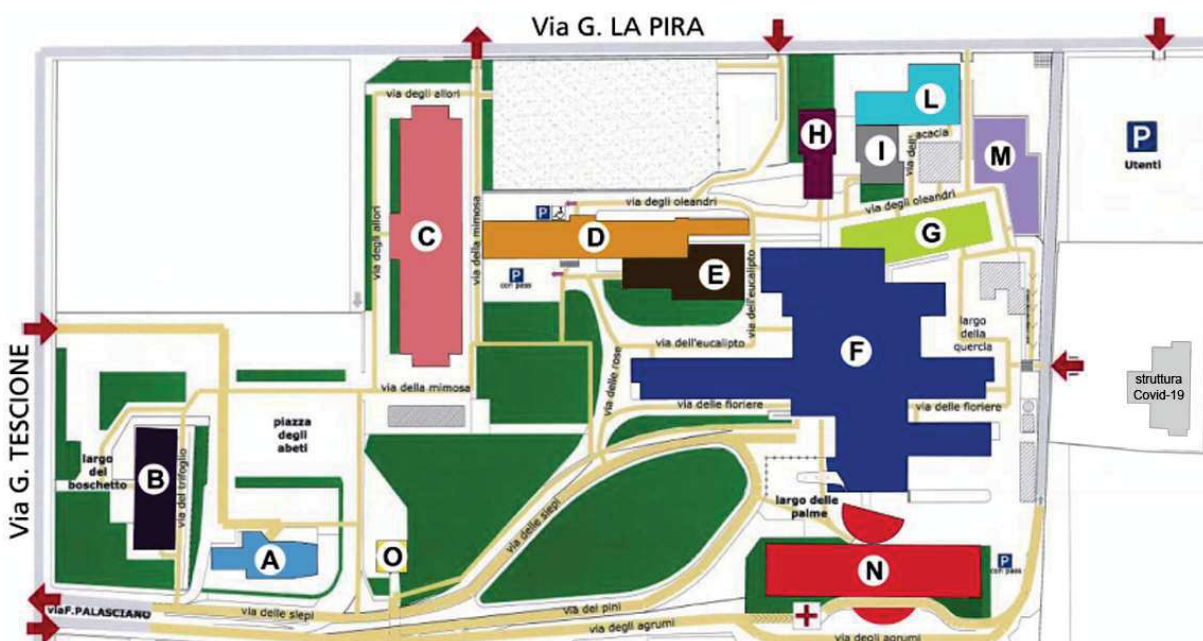 Via G. LA PIRA
via degli allori
L
H
I
via dell'acacia
M
P
Utenti
via degli oleandri
via degli oleandri
via degli allori
C
via della mimosa
P
D
G
E
P
con pass
via dell'eucalipto
via dell'eucalipto
F
largo
della
quercia
struttura
Covid-19
via delle rose
via della mimosa
via delle fioriere
via delle fioriere
Via G. TESCIONE
piazza
degli
abeti
largo
del
boschetto
B
via del trifoglio
A
O
via delle siepi
largo delle
palme
N
P
con pass
via F.PALASCIANO
via delle siepi
via dei pini
via degli agrumi
via degli agrumi